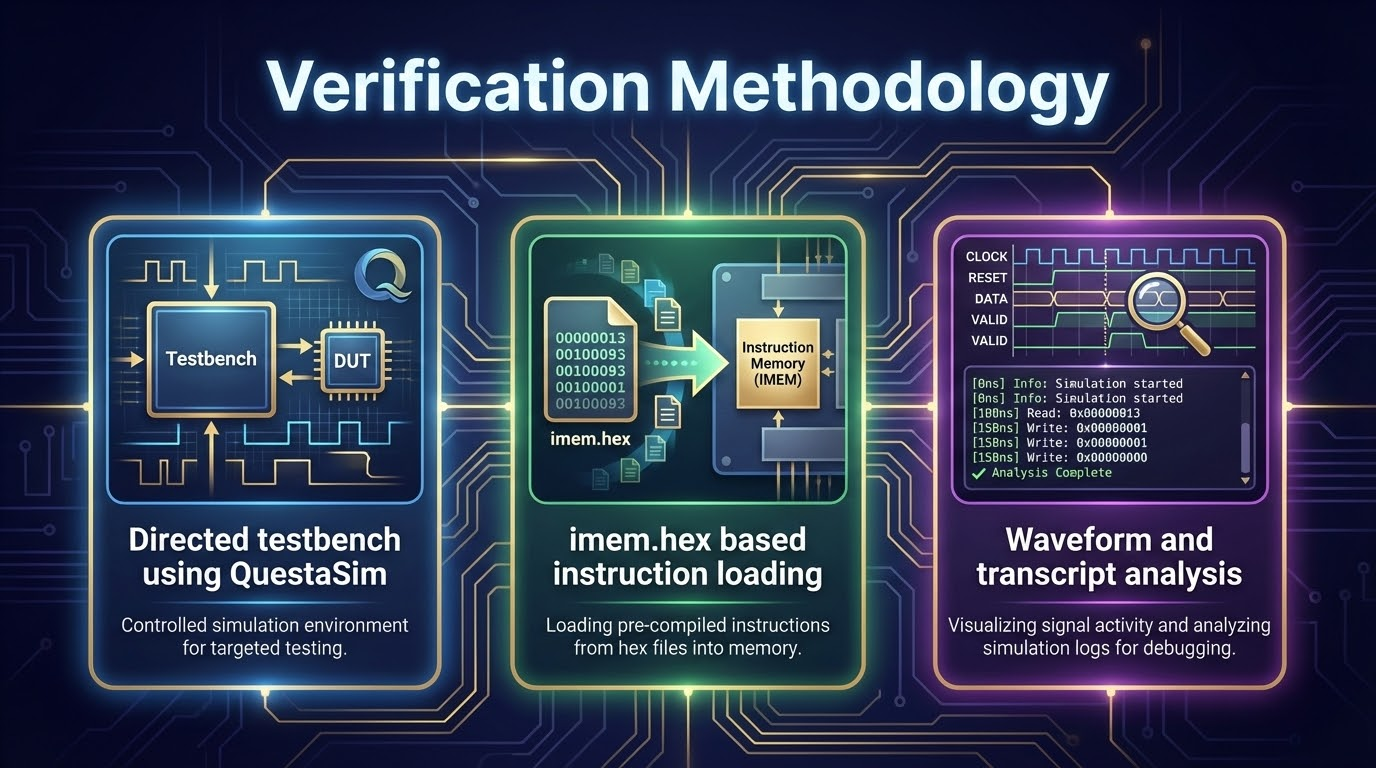 Verification Methodology
Testbench
DUT
Directed testbench
using QuestaSim
Controlled simulation environment
for targeted testing.
00000013
00100093
00100093
00100001
00100093
imem.hex
Instruction
Memory
(IMEM)
imem.hex based
instruction loading
Loading pre-compiled instructions
from hex files into memory.
CLOCK
RESET
DATA
VALID
VALID
[0ns] Info: Simulation started
[0ns] Info: Simulation started
[100ns] Read: 0x00000013
[150ns] Write: 0x00000001
[150ns] Write: 0x00000001
[150ns] Write: 0x00000000
✓ Analysis Complete
Waveform and
transcript analysis
Visualizing signal activity and analyzing
simulation logs for debugging.